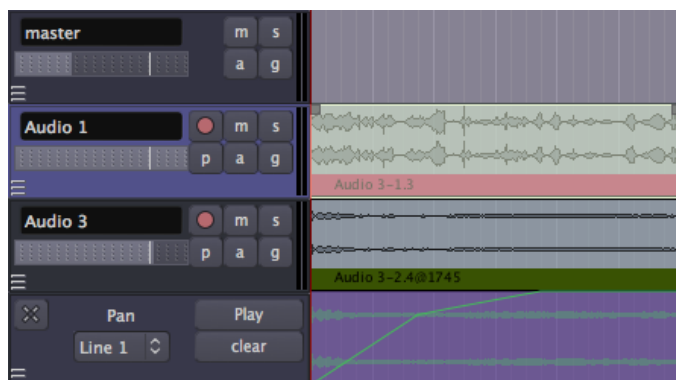 master m s
a g
Audio 1 m s
p a g
Audio 3-1.3
Audio 3 m s
p a g
Audio 3-2.4@1745
Pan Play
Line 1 clear